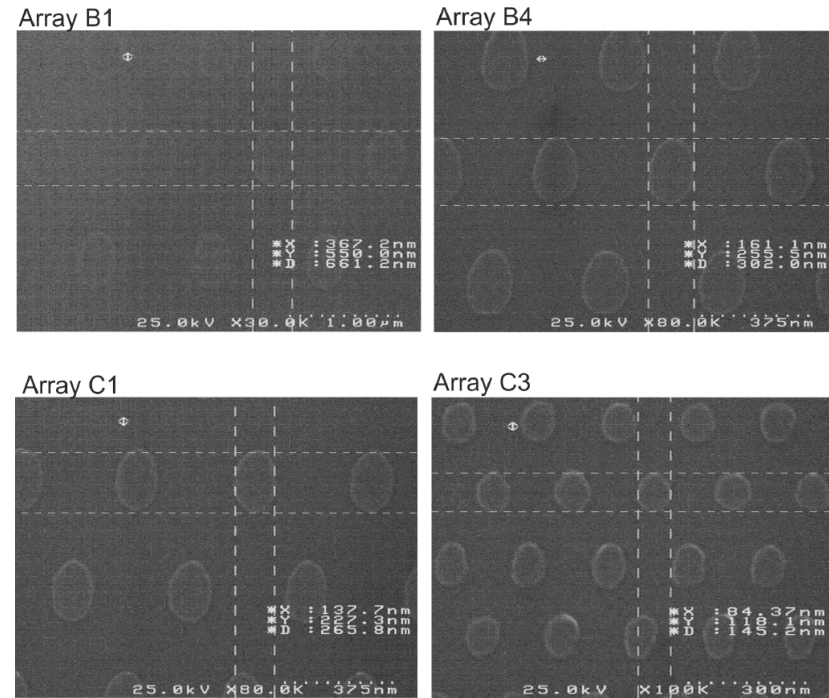 Array B1
*X :367.2nm
*Y :550.0nm
*D :661.2nm
25.0kV X30.0K 1.00µm
Array B4
*X :161.1nm
*Y :255.5nm
*D :302.0nm
25.0kV X80.0K 375nm
Array C1
*X :137.7nm
*Y :227.3nm
*D :265.8nm
25.0kV X80.0K 375nm
Array C3
*X :84.37nm
*Y :118.1nm
*D :145.2nm
25.0kV X100K 300nm